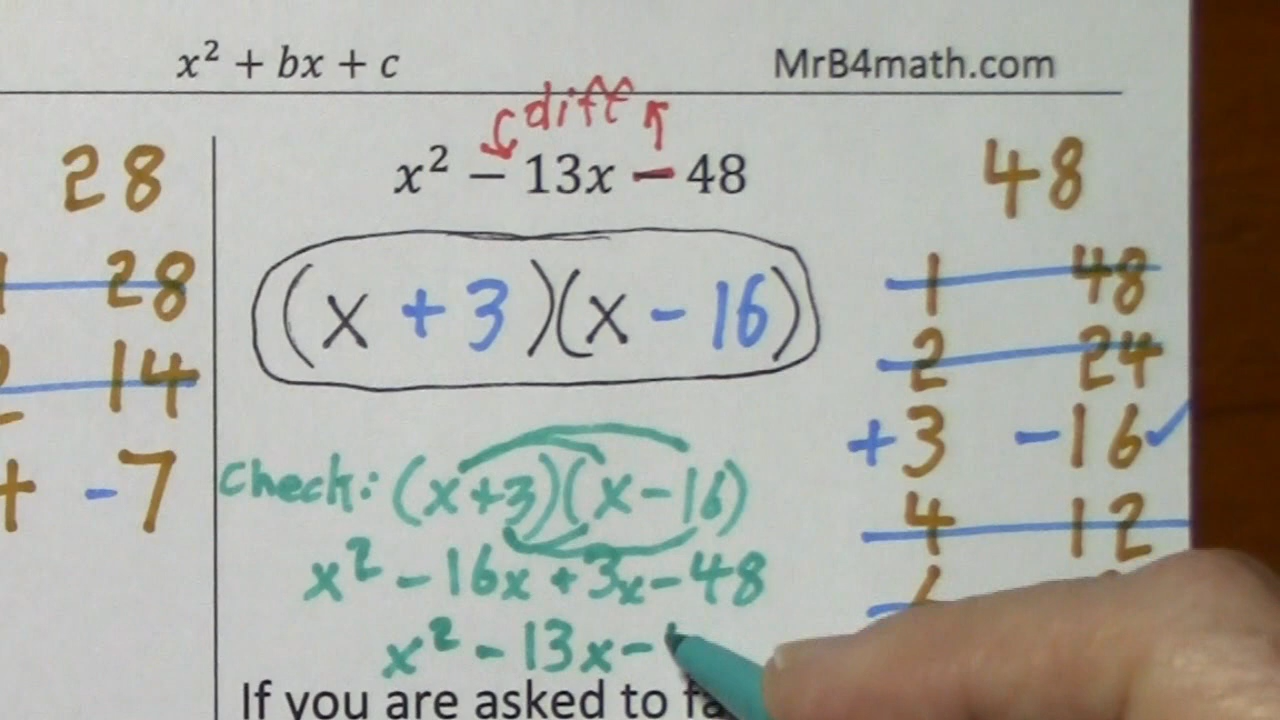 x² + bx + c
MrB4math.com
diff
x² − 13x − 48
(x + 3)(x − 16)
Check: (x+3)(x−16)
x² − 16x + 3x − 48
x² − 13x −
If you are asked to
28
28
14
− 7
48
1 48
2 24
+3 −16 ✓
4 12